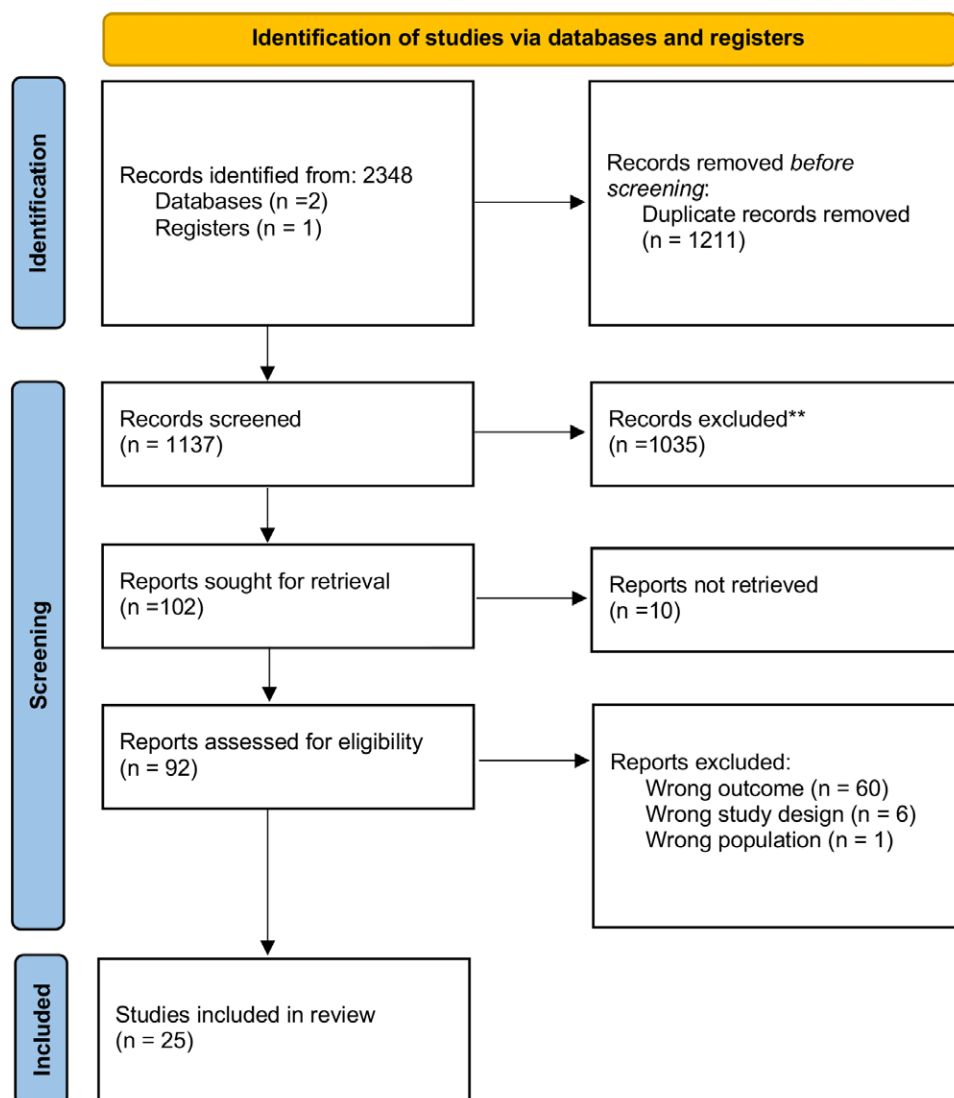 Identification of studies via databases and registers
Identification
Records identified from: 2348
Databases (n =2)
Registers (n = 1)
Records removed before
screening:
Duplicate records removed
(n = 1211)
Screening
Records screened
(n = 1137)
Records excluded**
(n =1035)
Reports sought for retrieval
(n =102)
Reports not retrieved
(n =10)
Reports assessed for eligibility
(n = 92)
Reports excluded:
Wrong outcome (n = 60)
Wrong study design (n = 6)
Wrong population (n = 1)
Included
Studies included in review
(n = 25)